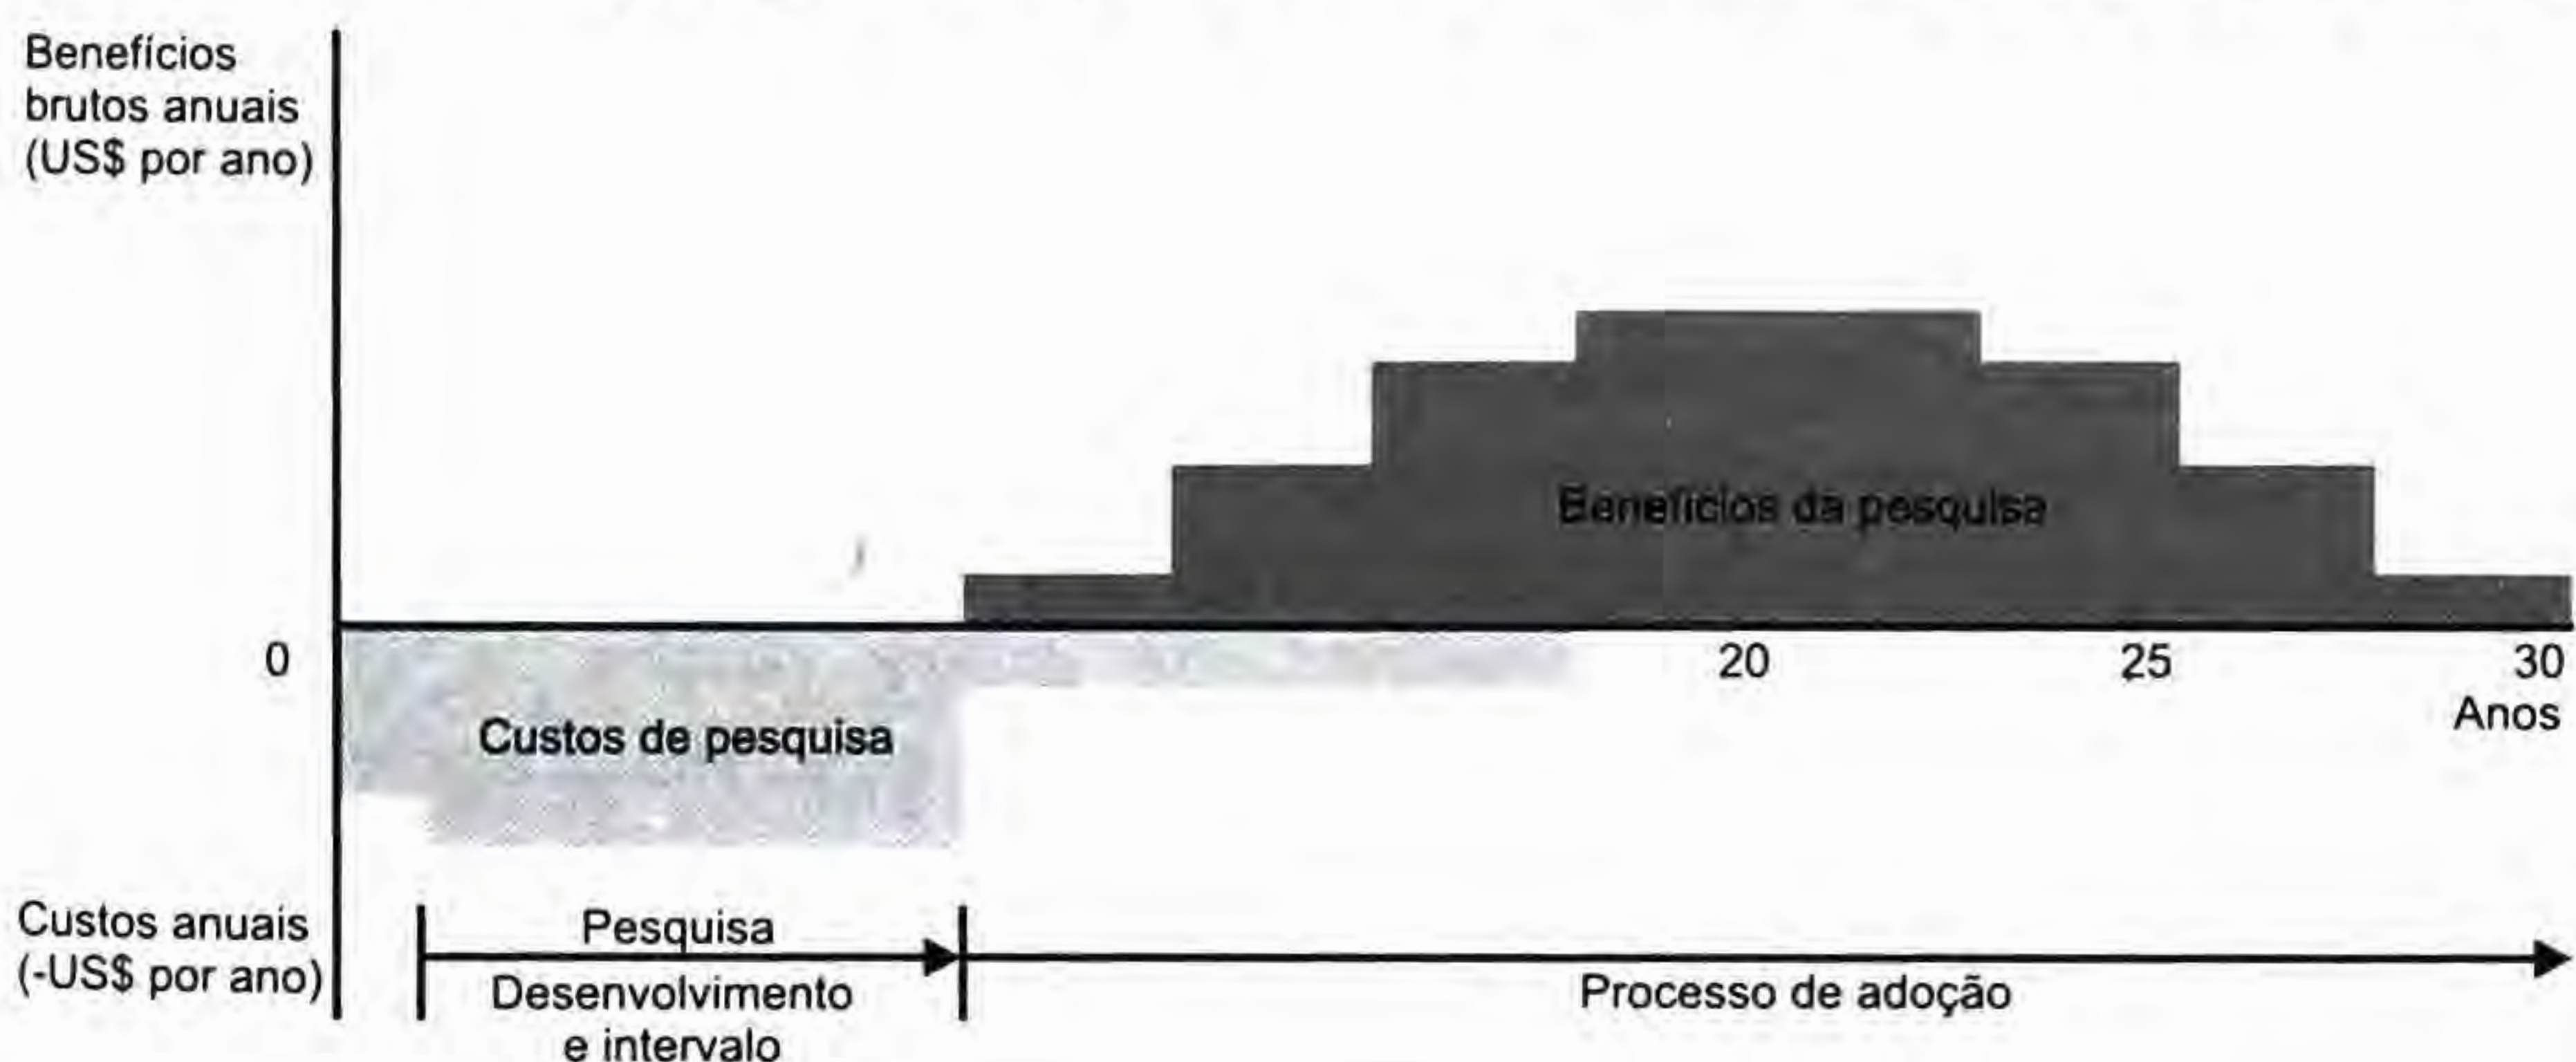 Benefícios
brutos anuais
(US$ por ano)
Benefícios da pesquisa
0
20
25
30
Anos
Custos de pesquisa
Custos anuais
(-US$ por ano)
Pesquisa
Desenvolvimento
e intervalo
Processo de adoção